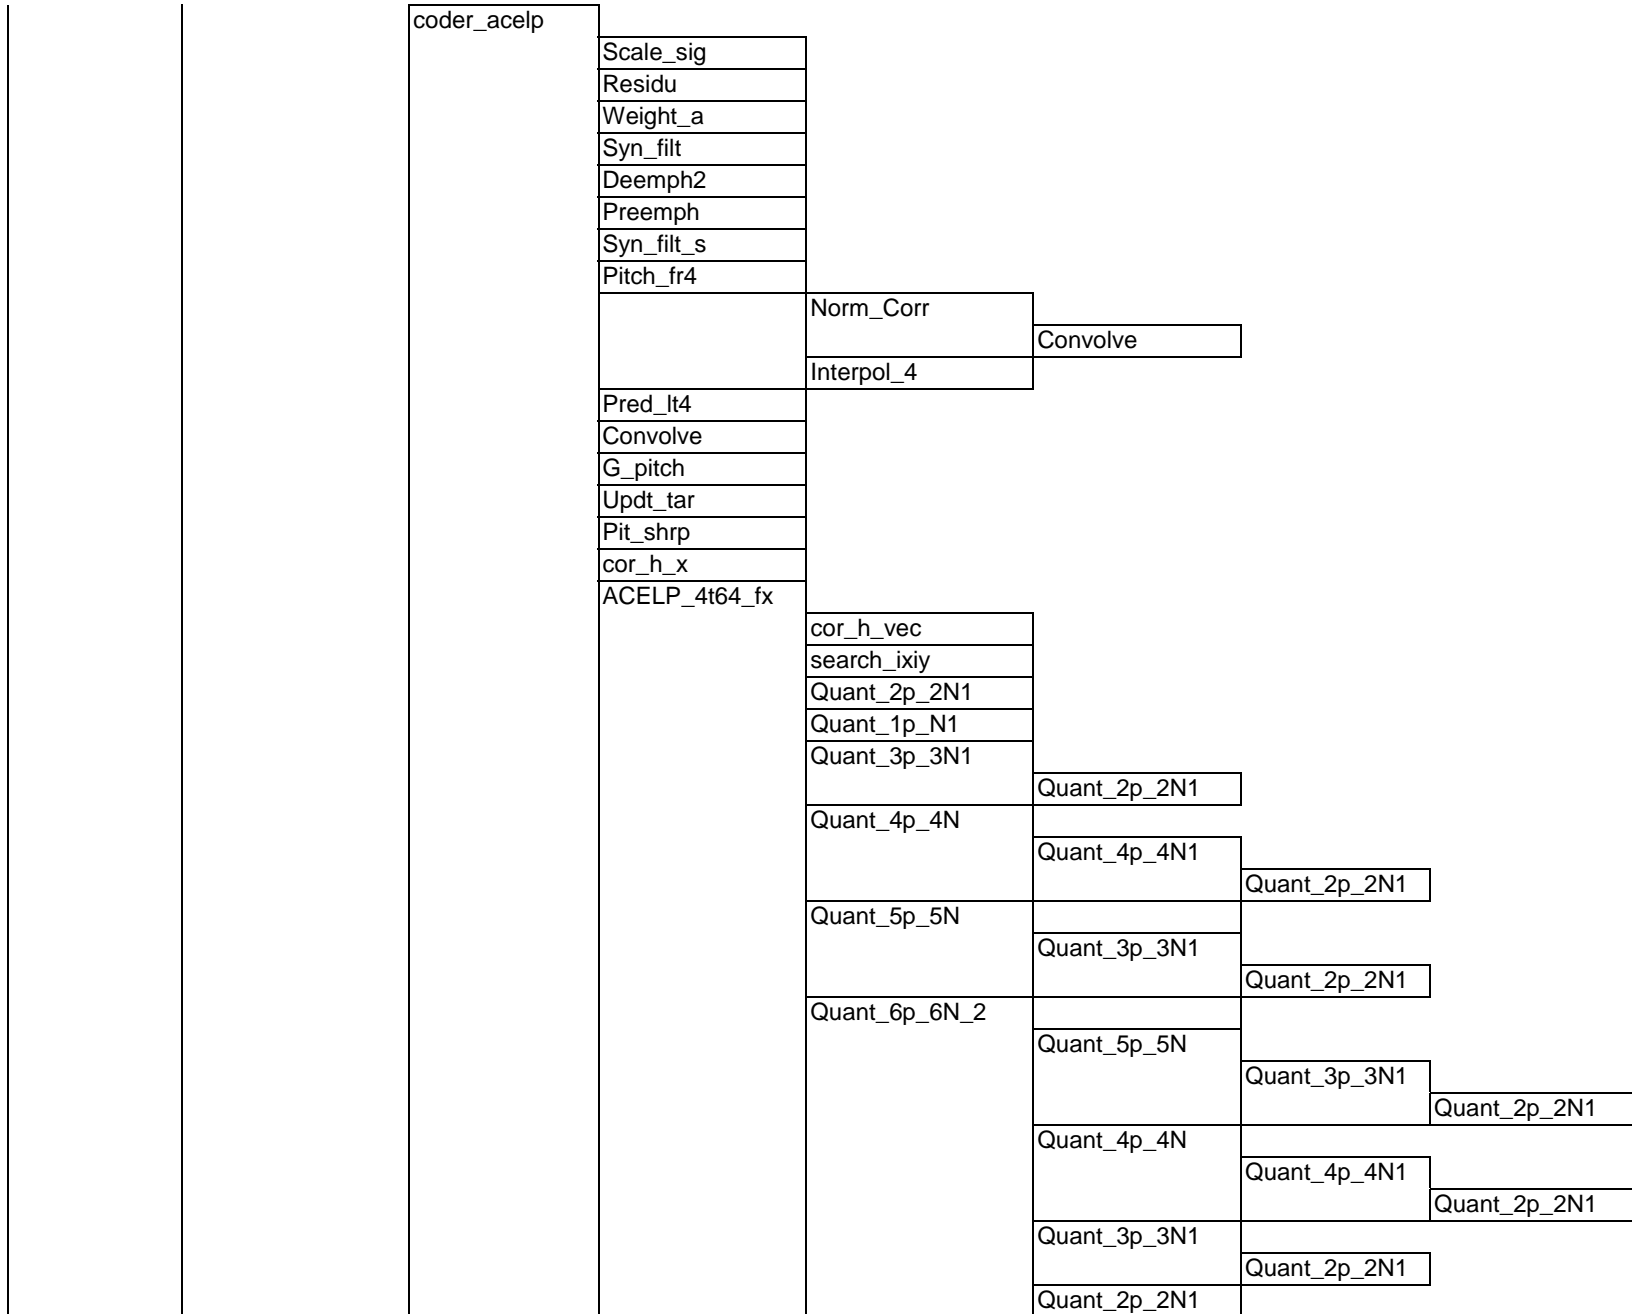 coder_acelp
Scale_sig
Residu
Weight_a
Syn_filt
Deemph2
Preemph
Syn_filt_s
Pitch_fr4
Norm_Corr
Convolve
Interpol_4
Pred_lt4
Convolve
G_pitch
Updt_tar
Pit_shrp
cor_h_x
ACELP_4t64_fx
cor_h_vec
search_ixiy
Quant_2p_2N1
Quant_1p_N1
Quant_3p_3N1
Quant_2p_2N1
Quant_4p_4N
Quant_4p_4N1
Quant_2p_2N1
Quant_5p_5N
Quant_3p_3N1
Quant_2p_2N1
Quant_6p_6N_2
Quant_5p_5N
Quant_3p_3N1
Quant_2p_2N1
Quant_4p_4N
Quant_4p_4N1
Quant_2p_2N1
Quant_3p_3N1
Quant_2p_2N1
Quant_2p_2N1